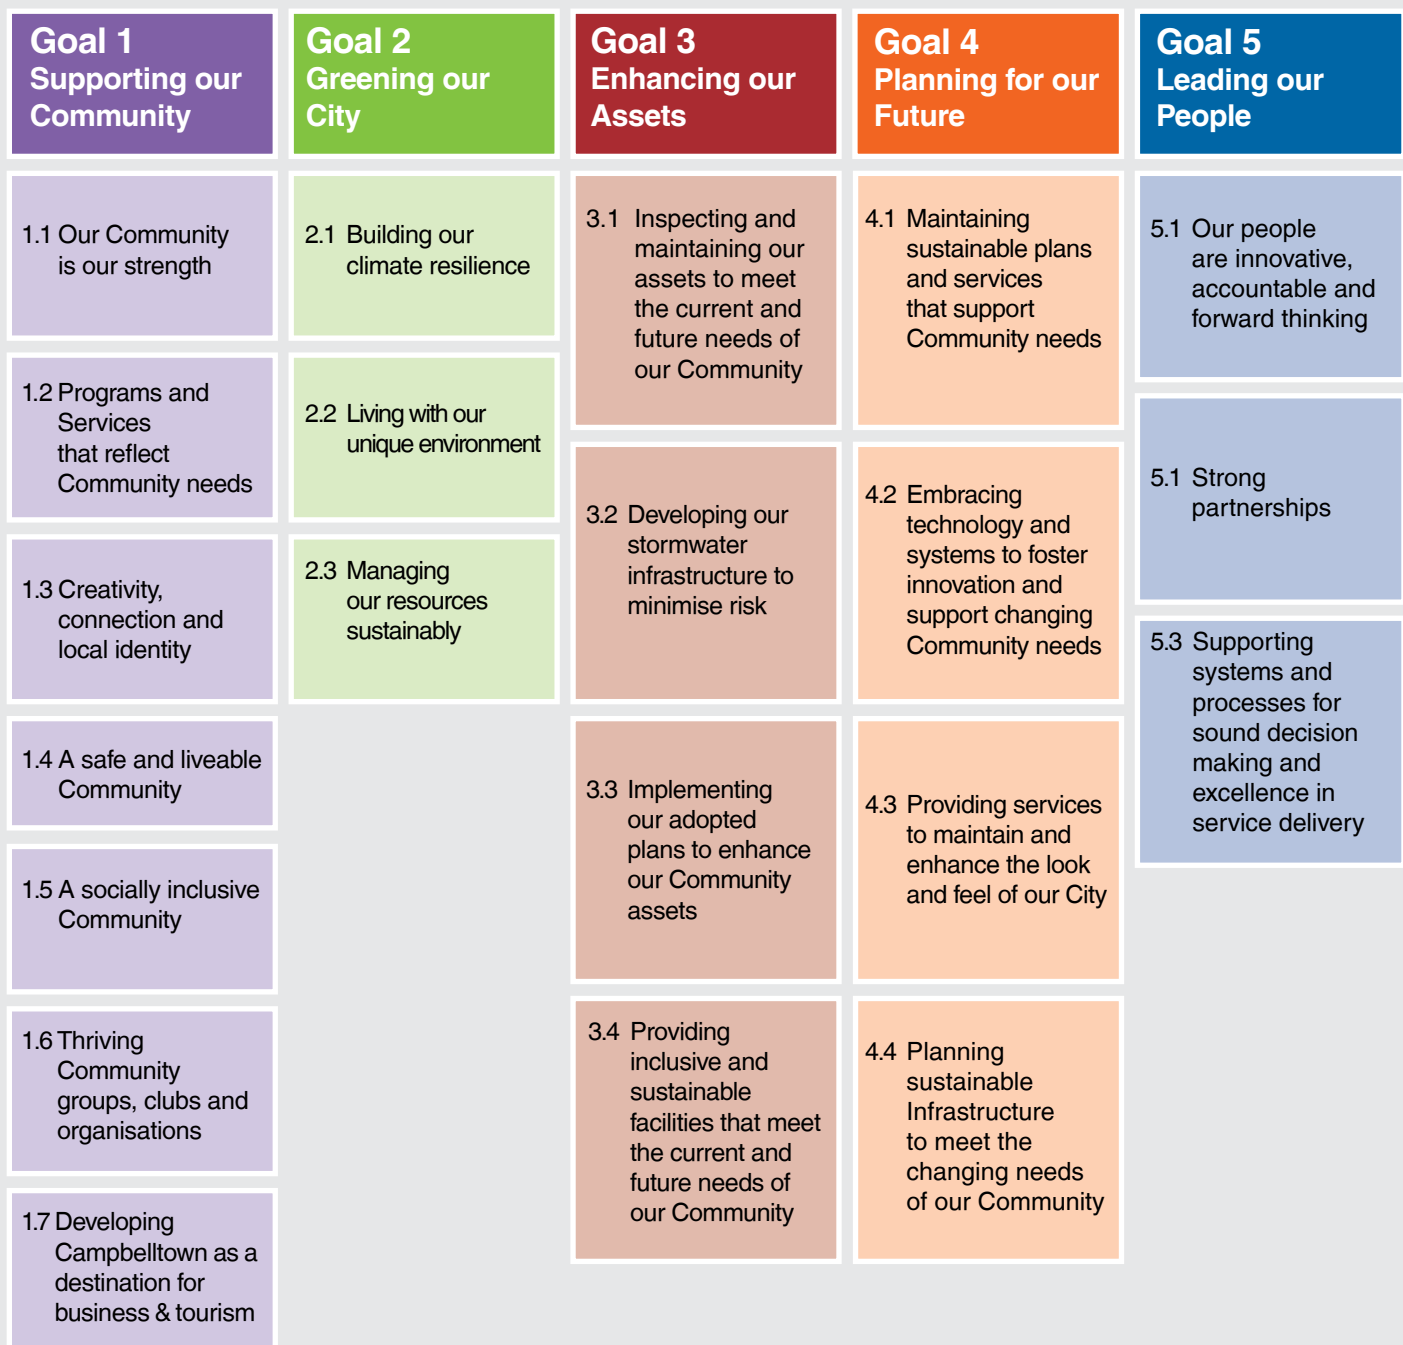 Goal 1
Supporting our
Community
1.1 Our Community
is our strength
1.2 Programs and
Services
that reflect
Community needs
1.3 Creativity,
connection and
local identity
1.4 A safe and liveable
Community
1.5 A socially inclusive
Community
1.6 Thriving
Community
groups, clubs and
organisations
1.7 Developing
Campbelltown as a
destination for
business & tourism
Goal 2
Greening our
City
2.1 Building our
climate resilience
2.2 Living with our
unique environment
2.3 Managing
our resources
sustainably
Goal 3
Enhancing our
Assets
3.1 Inspecting and
maintaining our
assets to meet
the current and
future needs of
our Community
3.2 Developing our
stormwater
infrastructure to
minimise risk
3.3 Implementing
our adopted
plans to enhance
our Community
assets
3.4 Providing
inclusive and
sustainable
facilities that meet
the current and
future needs of
our Community
Goal 4
Planning for our
Future
4.1 Maintaining
sustainable plans
and services
that support
Community needs
4.2 Embracing
technology and
systems to foster
innovation and
support changing
Community needs
4.3 Providing services
to maintain and
enhance the look
and feel of our City
4.4 Planning
sustainable
Infrastructure
to meet the
changing needs
of our Community
Goal 5
Leading our
People
5.1 Our people
are innovative,
accountable and
forward thinking
5.1 Strong
partnerships
5.3 Supporting
systems and
processes for
sound decision
making and
excellence in
service delivery